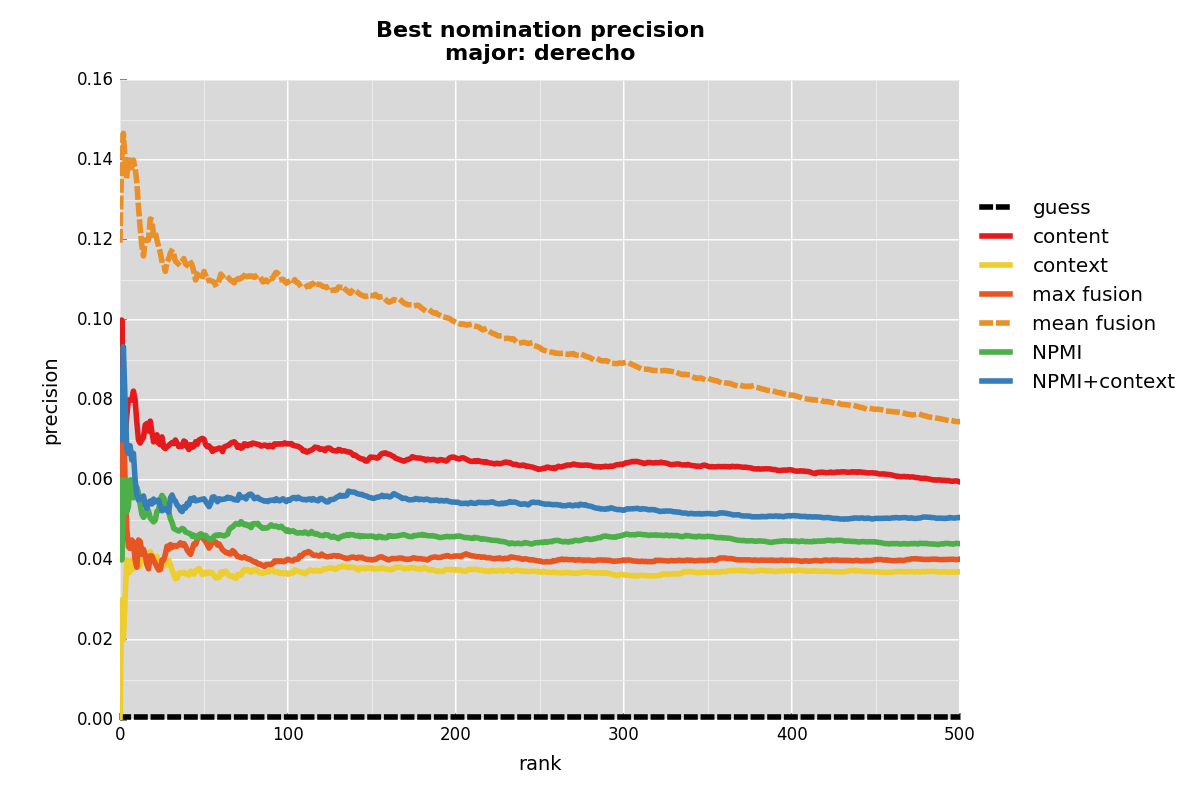 Best nomination precision
major: derecho
0.16
0.14
0.12
0.10
0.08
0.06
0.04
0.02
0.00
precision
0 100 200 300 400 500
rank
guess
content
context
max fusion
mean fusion
NPMI
NPMI+context